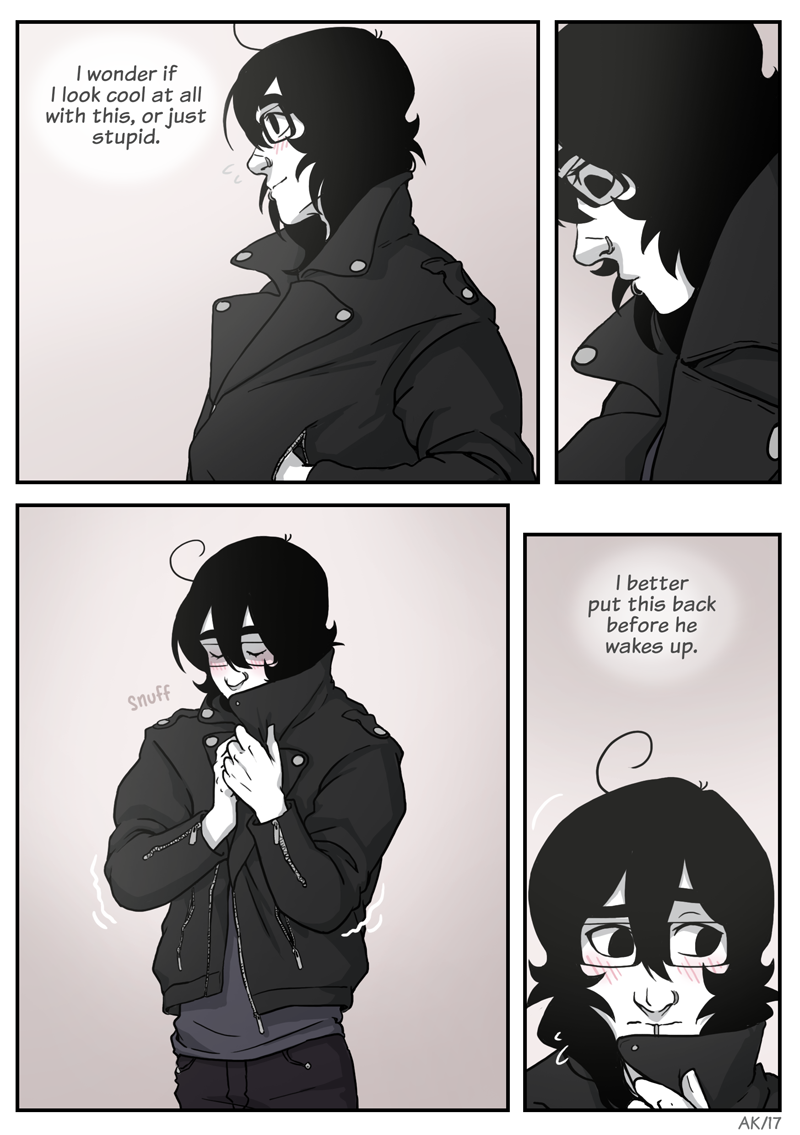 I wonder if
I look cool at all
with this, or just
stupid.
snuff
I better
put this back
before he
wakes up.
AK/17